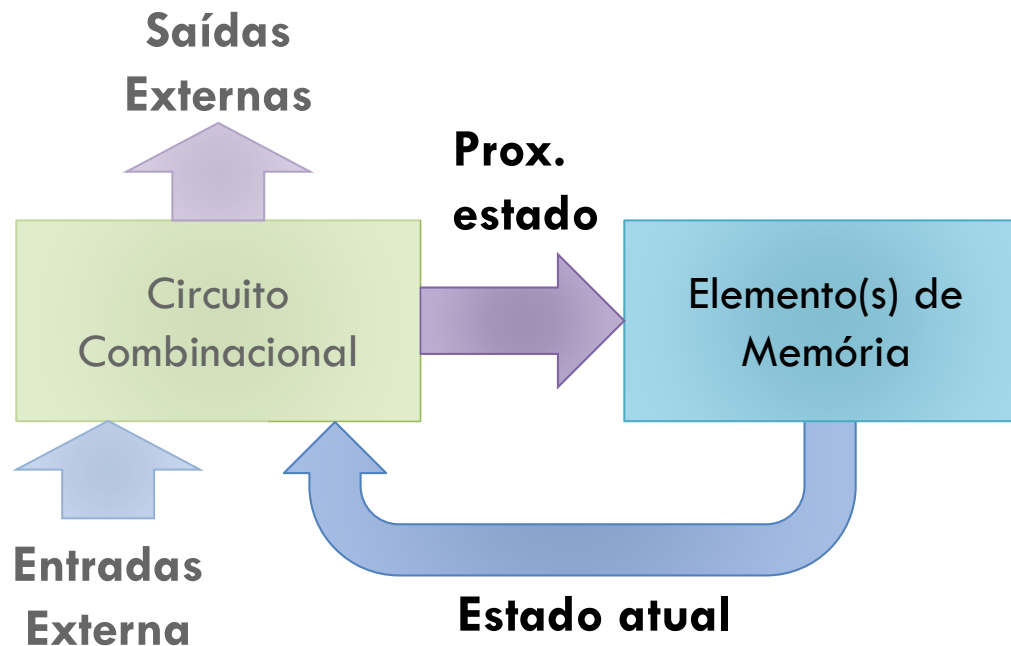 Saídas
Externas
Prox.
estado
Circuito
Combinacional
Elemento(s) de
Memória
Entradas
Externa
Estado atual